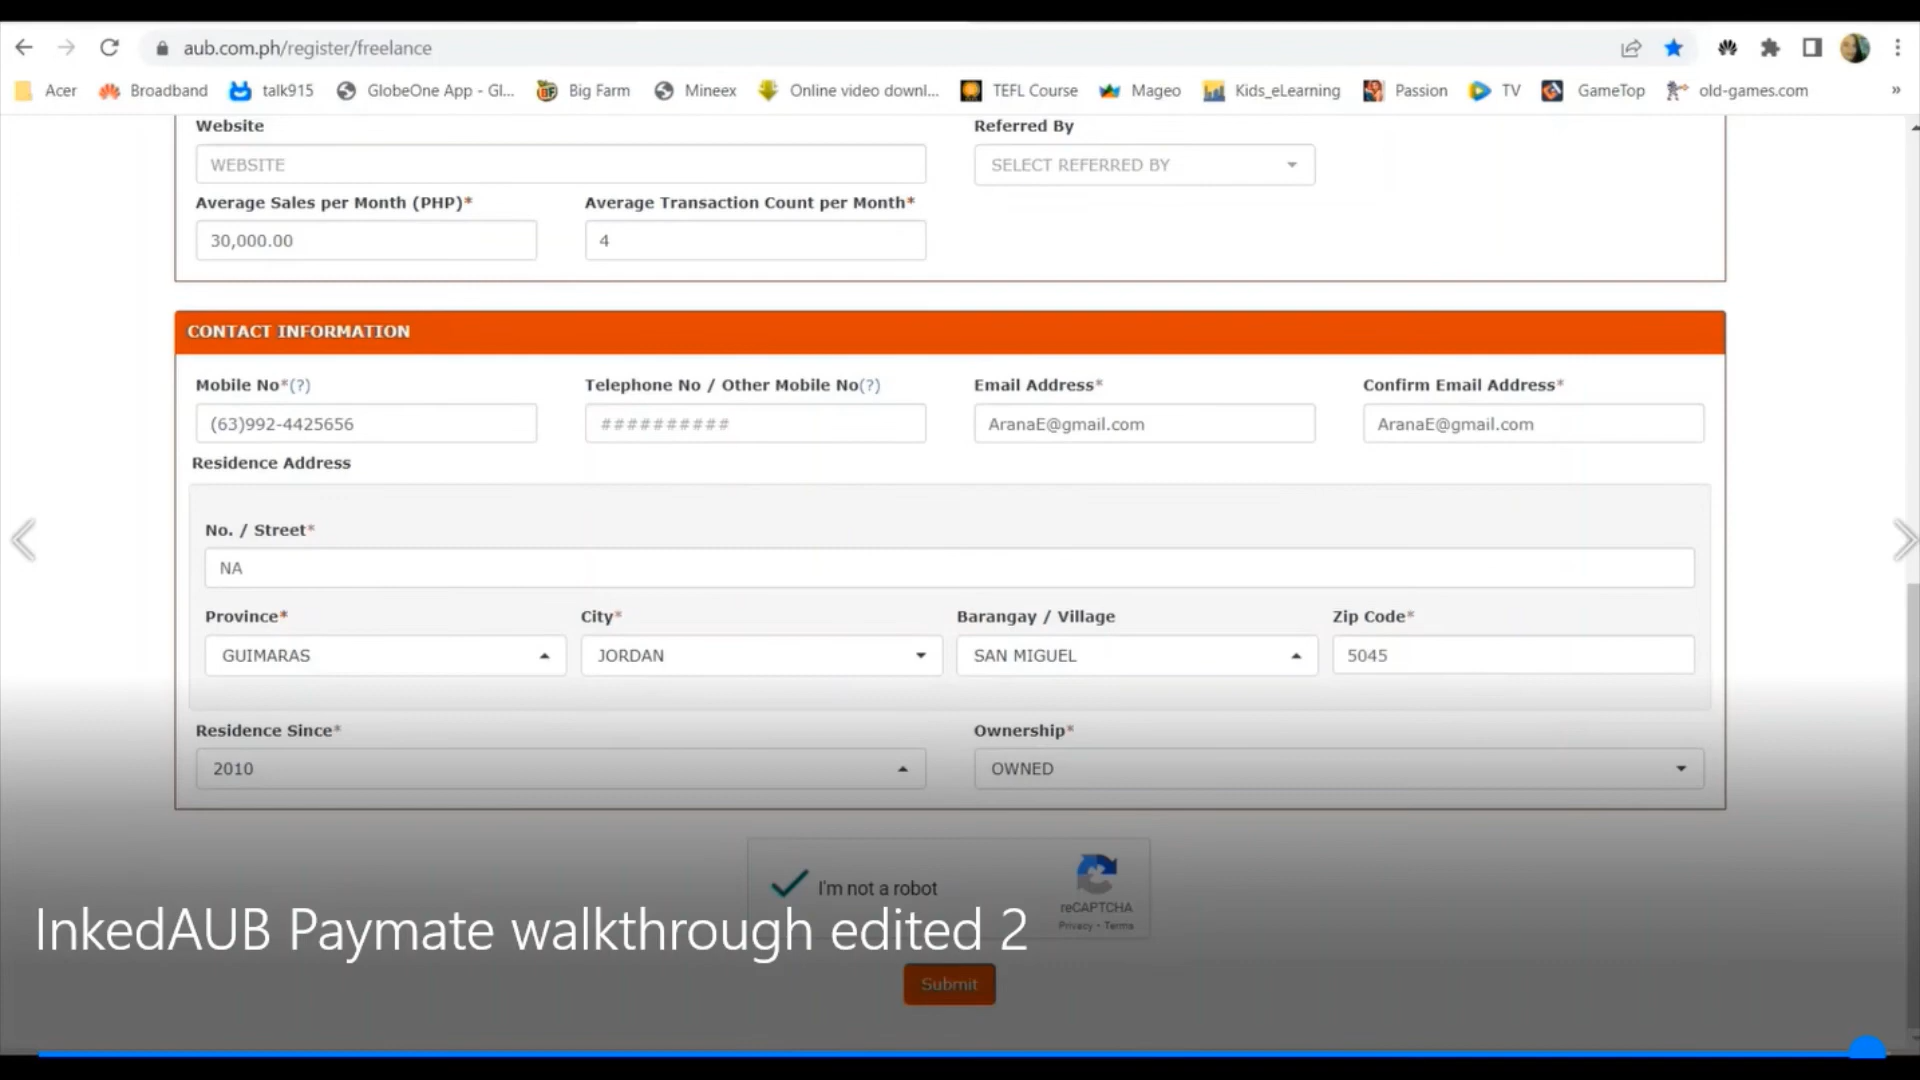 aub.com.ph/register/freelance
Acer Broadband talk915 GlobeOne App - Gl... Big Farm Mineex Online video downl... TEFL Course Mageo Kids_eLearning Passion TV GameTop old-games.com »
Website Referred By
WEBSITE SELECT REFERRED BY
Average Sales per Month (PHP)* Average Transaction Count per Month*
30,000.00 4
CONTACT INFORMATION
Mobile No*(?) Telephone No / Other Mobile No(?) Email Address* Confirm Email Address*
(63)992-4425656 ########## AranaE@gmail.com AranaE@gmail.com
Residence Address
No. / Street*
NA
Province* City* Barangay / Village Zip Code*
GUIMARAS JORDAN SAN MIGUEL 5045
Residence Since* Ownership*
2010 OWNED
I'm not a robot
reCAPTCHA
Privacy - Terms
InkedAUB Paymate walkthrough edited 2
Submit